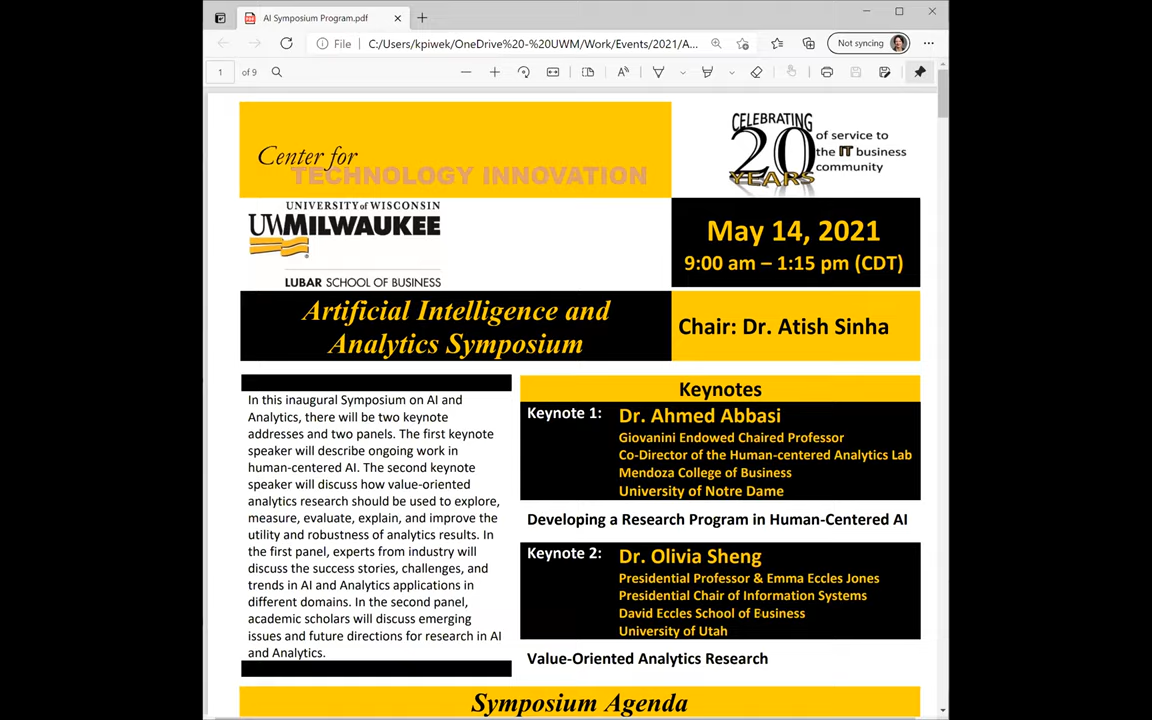 AI Symposium Program.pdf
File
C:/Users/kpiwek/OneDrive%20-%20UWM/Work/Events/2021/A...
Not syncing
1 of 9
Center for
TECHNOLOGY INNOVATION
CELEBRATING
20
YEARS
of service to
the IT business
community
UNIVERSITY of WISCONSIN
UWMILWAUKEE
LUBAR SCHOOL OF BUSINESS
May 14, 2021
9:00 am – 1:15 pm (CDT)
Artificial Intelligence and
Analytics Symposium
Chair: Dr. Atish Sinha
In this inaugural Symposium on AI and
Analytics, there will be two keynote
addresses and two panels. The first keynote
speaker will describe ongoing work in
human-centered AI. The second keynote
speaker will discuss how value-oriented
analytics research should be used to explore,
measure, evaluate, explain, and improve the
utility and robustness of analytics results. In
the first panel, experts from industry will
discuss the success stories, challenges, and
trends in AI and Analytics applications in
different domains. In the second panel,
academic scholars will discuss emerging
issues and future directions for research in AI
and Analytics.
Keynotes
Keynote 1: Dr. Ahmed Abbasi
Giovanini Endowed Chaired Professor
Co-Director of the Human-centered Analytics Lab
Mendoza College of Business
University of Notre Dame
Developing a Research Program in Human-Centered AI
Keynote 2: Dr. Olivia Sheng
Presidential Professor & Emma Eccles Jones
Presidential Chair of Information Systems
David Eccles School of Business
University of Utah
Value-Oriented Analytics Research
Symposium Agenda